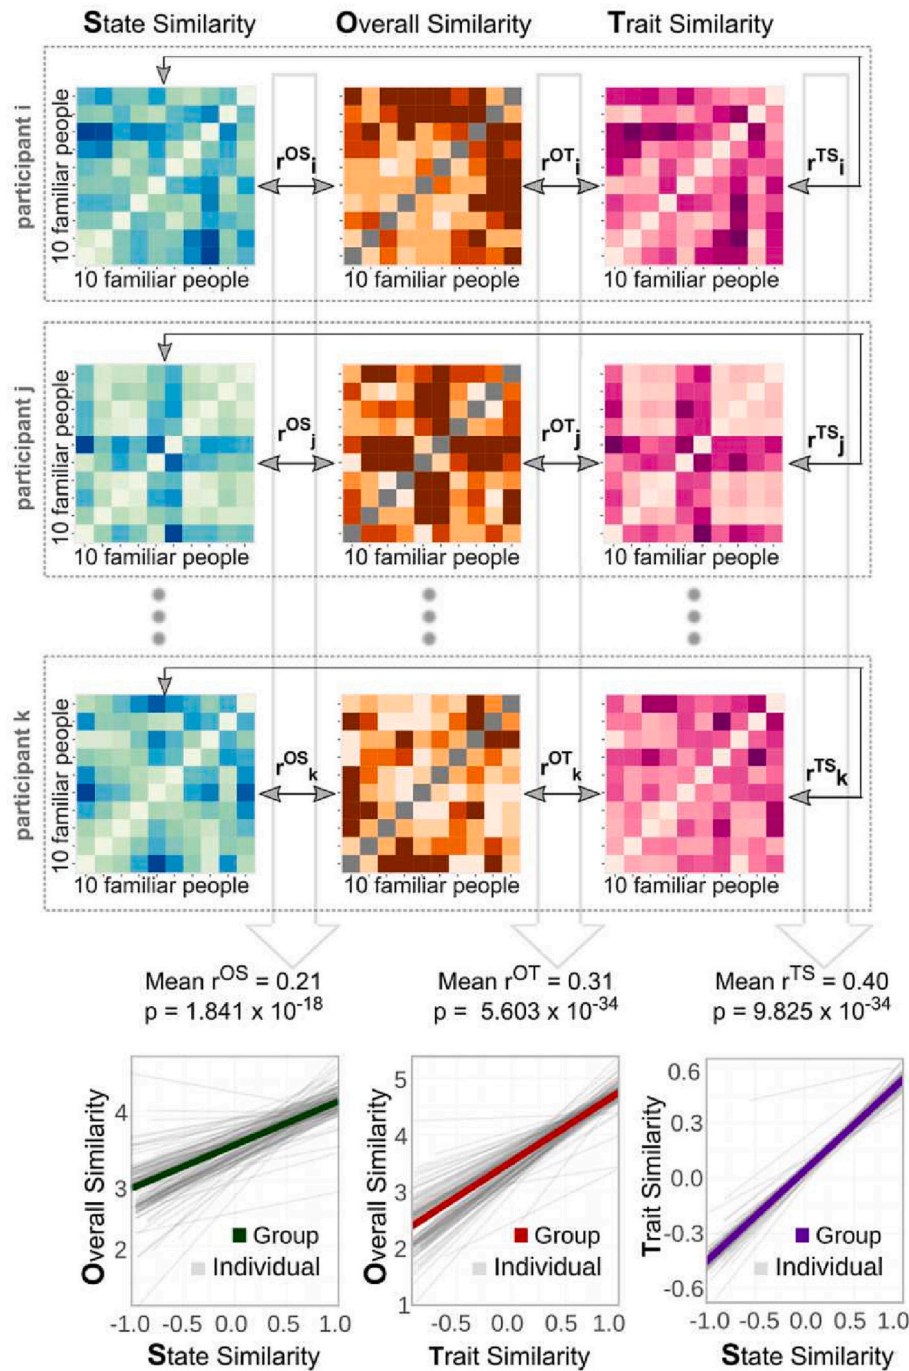 State Similarity Overall Similarity Trait Similarity
participant i
10 familiar people
r^OS_i r^OT_i r^TS_i
10 familiar people 10 familiar people 10 familiar people
participant j
10 familiar people
r^OS_j r^OT_j r^TS_j
10 familiar people 10 familiar people 10 familiar people
participant k
10 familiar people
r^OS_k r^OT_k r^TS_k
10 familiar people 10 familiar people 10 familiar people
Mean r^OS = 0.21 Mean r^OT = 0.31 Mean r^TS = 0.40
p = 1.841 x 10^-18 p = 5.603 x 10^-34 p = 9.825 x 10^-34
Overall Similarity
4
3
2
Group
Individual
-1.0 -0.5 0.0 0.5 1.0
State Similarity
Overall Similarity
5
4
3
2
1
Group
Individual
-0.5 0.0 0.5 1.0
Trait Similarity
Trait Similarity
0.6
0.3
0.0
-0.3
-0.6
Group
Individual
-1.0 -0.5 0.0 0.5 1.0
State Similarity